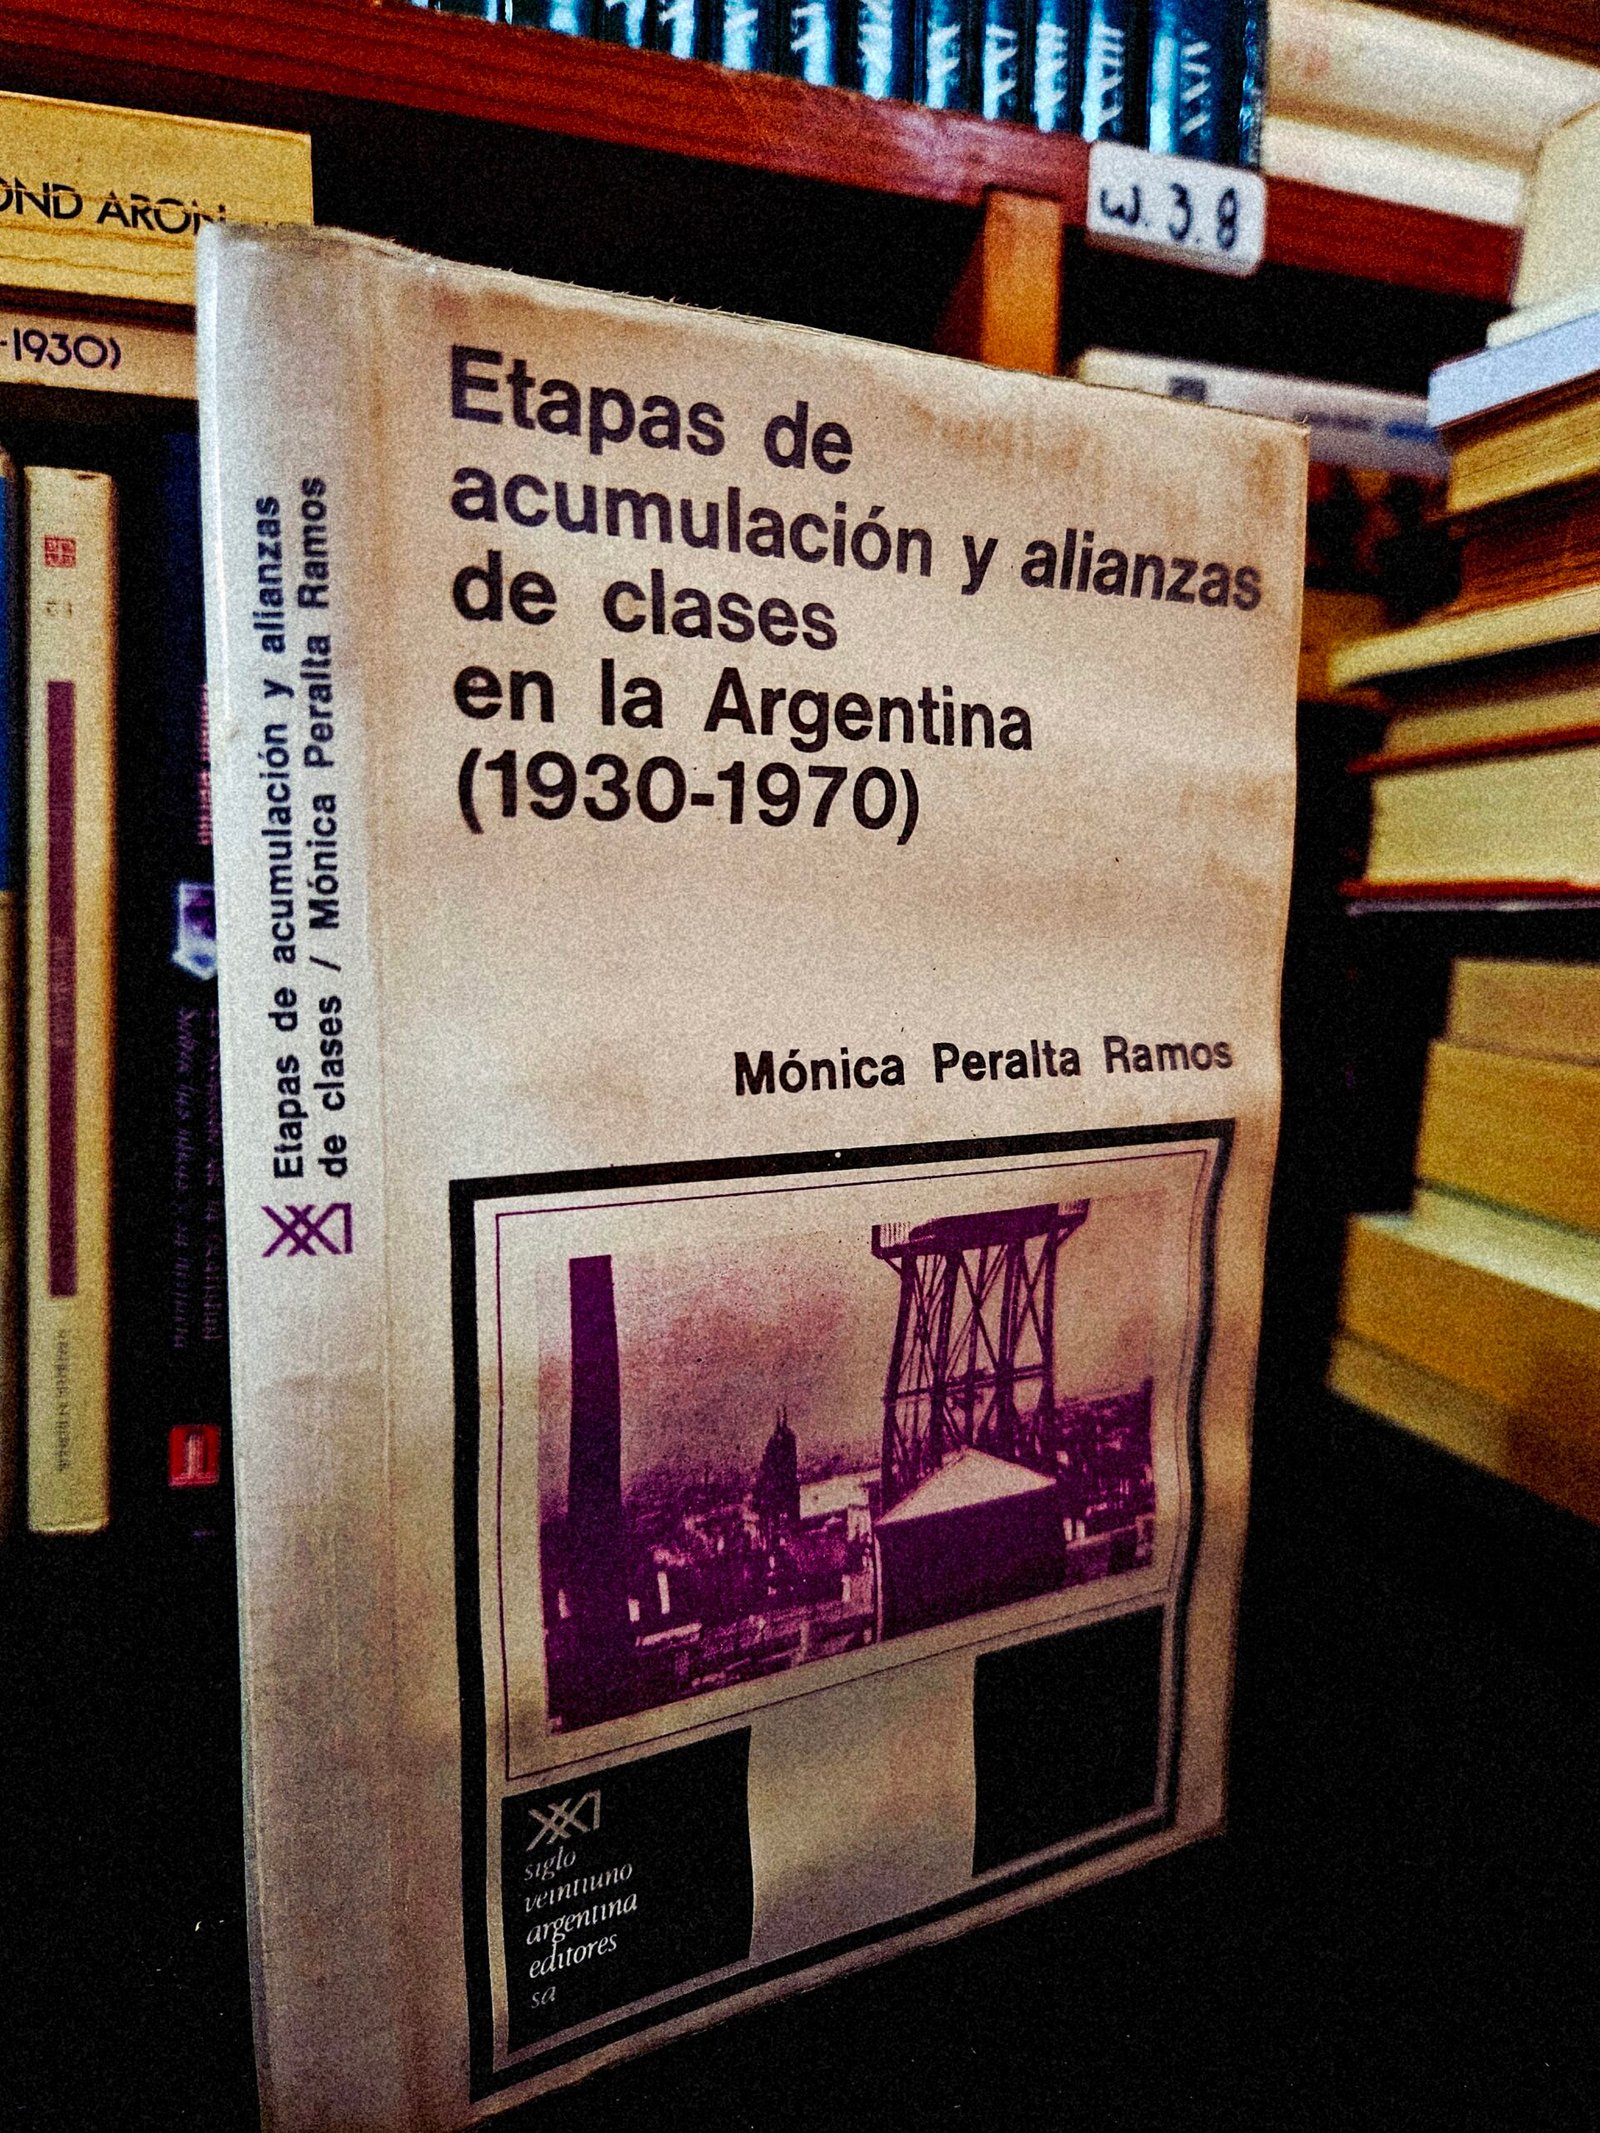 OND ARON
-1930)
W.3.8
Etapas de acumulación y alianzas
de clases / Mónica Peralta Ramos
Etapas de
acumulación y alianzas
de clases
en la Argentina
(1930-1970)
Mónica Peralta Ramos
siglo
veintiuno
argentina
editores
sa